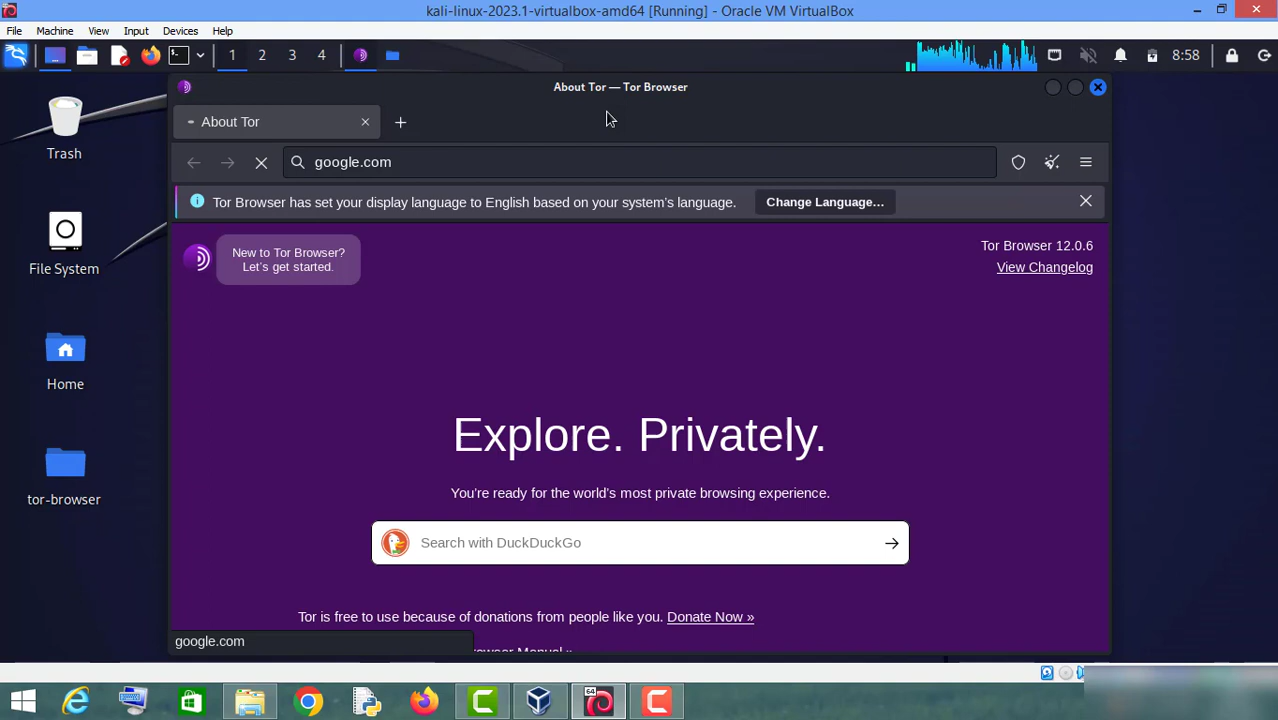 kali-linux-2023.1-virtualbox-amd64 [Running] - Oracle VM VirtualBox
File Machine View Input Devices Help
1 2 3 4 8:58
About Tor — Tor Browser
About Tor
google.com
Tor Browser has set your display language to English based on your system's language. Change Language...
New to Tor Browser?
Let's get started.
Tor Browser 12.0.6
View Changelog
Trash
File System
Home
tor-browser
Explore. Privately.
You're ready for the world's most private browsing experience.
Search with DuckDuckGo
Tor is free to use because of donations from people like you. Donate Now »
google.com
64